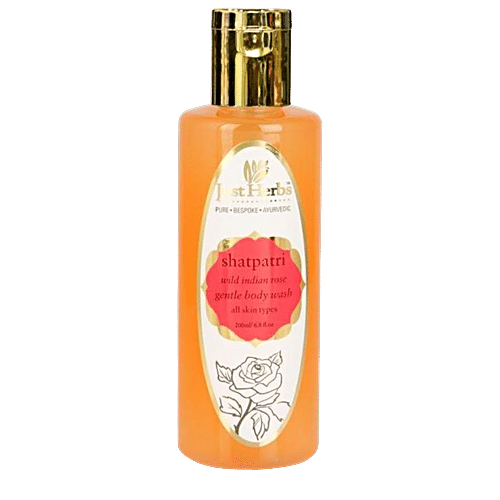 Just Herbs
PURE • BESPOKE • AYURVEDIC
shatpatri
wild indian rose
gentle body wash
all skin types
200ml/ 6.8 fl.oz